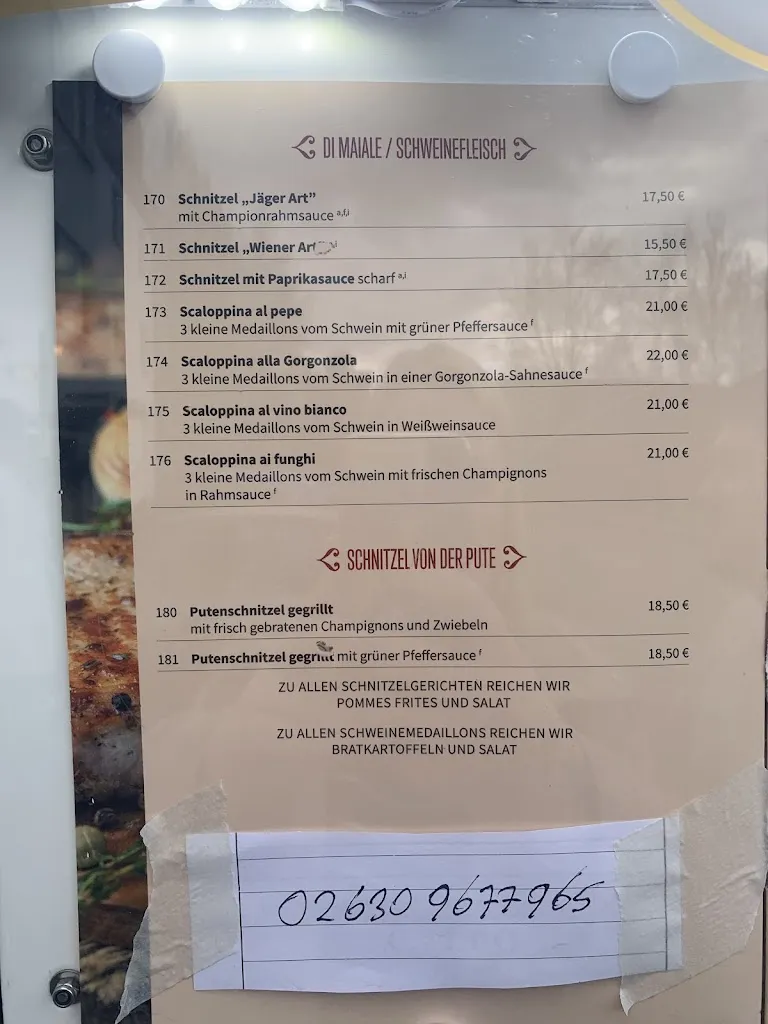 DI MAIALE / SCHWEINEFLEISCH
170 Schnitzel „Jäger Art” 17,50 €
mit Championrahmsauce a,f,i
171 Schnitzel „Wiener Art 15,50 €
172 Schnitzel mit Paprikasauce scharf a,i 17,50 €
173 Scaloppina al pepe 21,00 €
3 kleine Medaillons vom Schwein mit grüner Pfeffersauce f
174 Scaloppina alla Gorgonzola 22,00 €
3 kleine Medaillons vom Schwein in einer Gorgonzola-Sahnesauce f
175 Scaloppina al vino bianco 21,00 €
3 kleine Medaillons vom Schwein in Weißweinsauce
176 Scaloppina ai funghi 21,00 €
3 kleine Medaillons vom Schwein mit frischen Champignons
in Rahmsauce f
SCHNITZEL VON DER PUTE
180 Putenschnitzel gegrillt 18,50 €
mit frisch gebratenen Champignons und Zwiebeln
181 Putenschnitzel gegrillt mit grüner Pfeffersauce f 18,50 €
ZU ALLEN SCHNITZELGERICHTEN REICHEN WIR
POMMES FRITES UND SALAT
ZU ALLEN SCHWEINEMEDAILLONS REICHEN WIR
BRATKARTOFFELN UND SALAT
02630 9677965